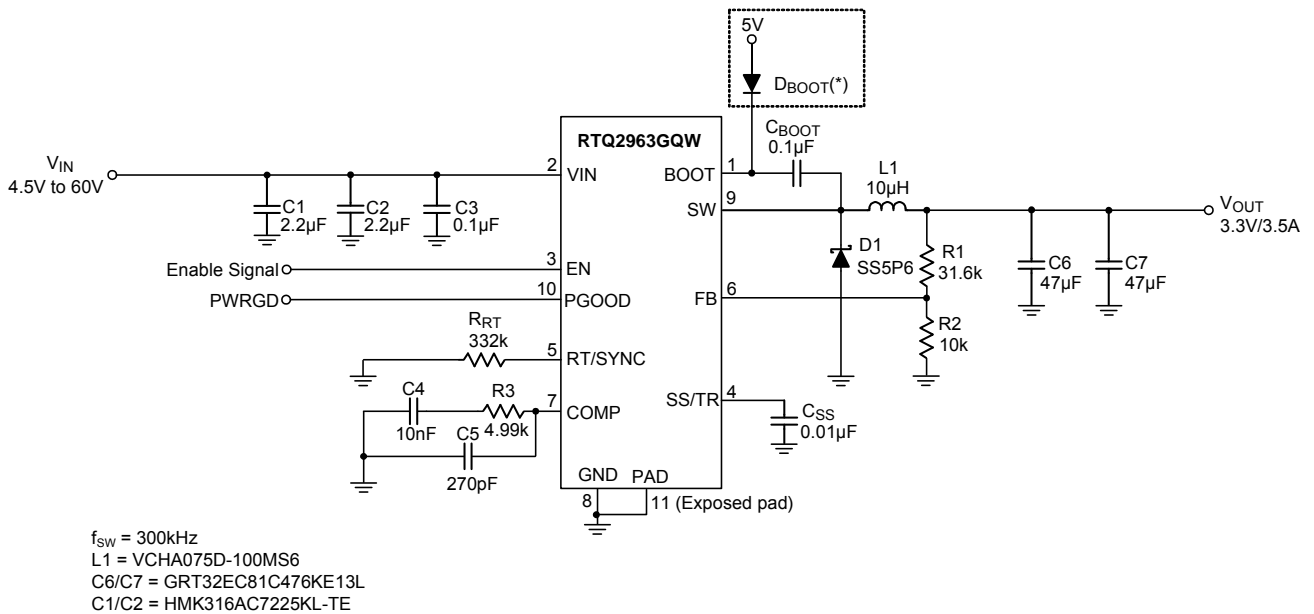 5V
DBOOT(*)
RTQ2963GQW
CBOOT
0.1µF
VIN
4.5V to 60V
2
VIN
BOOT
1
L1
10µH
C1
2.2µF
C2
2.2µF
C3
0.1µF
SW
9
VOUT
3.3V/3.5A
D1
SS5P6
R1
31.6k
C6
47µF
C7
47µF
Enable Signal
3
EN
PWRGD
10
PGOOD
FB
6
R2
10k
RRT
332k
5
RT/SYNC
C4
10nF
R3
4.99k
7
COMP
SS/TR
4
CSS
0.01µF
C5
270pF
GND
PAD
8
11 (Exposed pad)
fSW = 300kHz
L1 = VCHA075D-100MS6
C6/C7 = GRT32EC81C476KE13L
C1/C2 = HMK316AC7225KL-TE